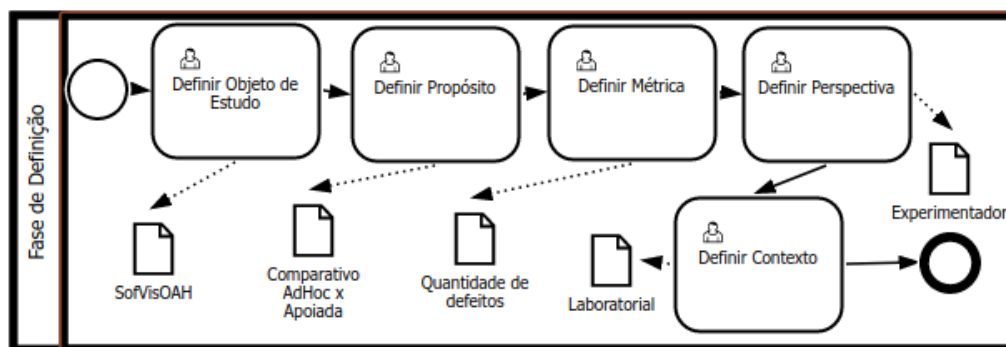 Fase de Definição
Definir Objeto de
Estudo
Definir Propósito
Definir Métrica
Definir Perspectiva
Experimentador
Definir Contexto
SofVisOAH
Comparativo
AdHoc x
Apoiada
Quantidade de
defeitos
Laboratorial